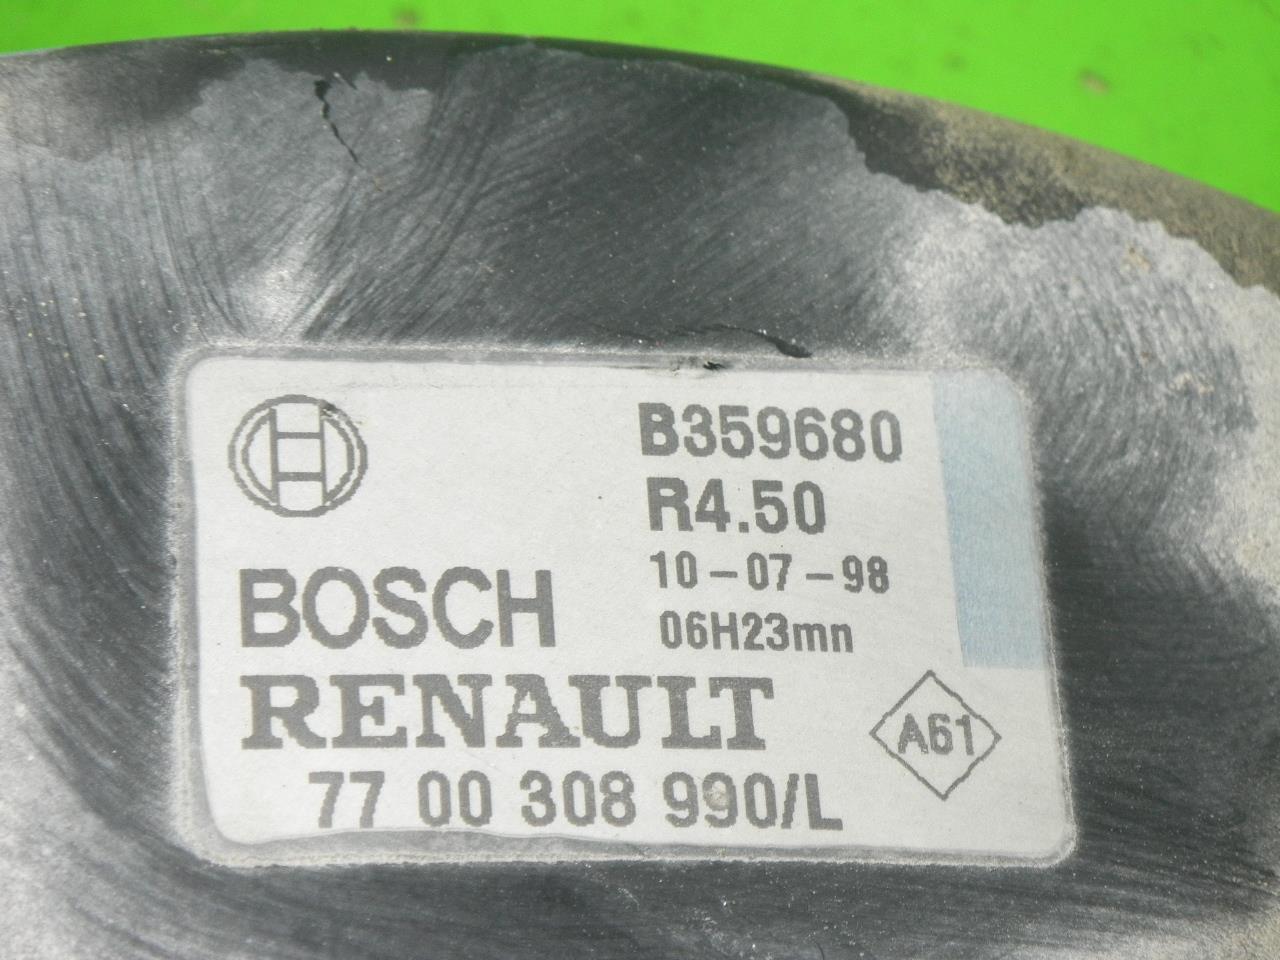 B359680
R4.50
10-07-98
06H23mn
BOSCH
RENAULT
A61
77 00 308 990/L